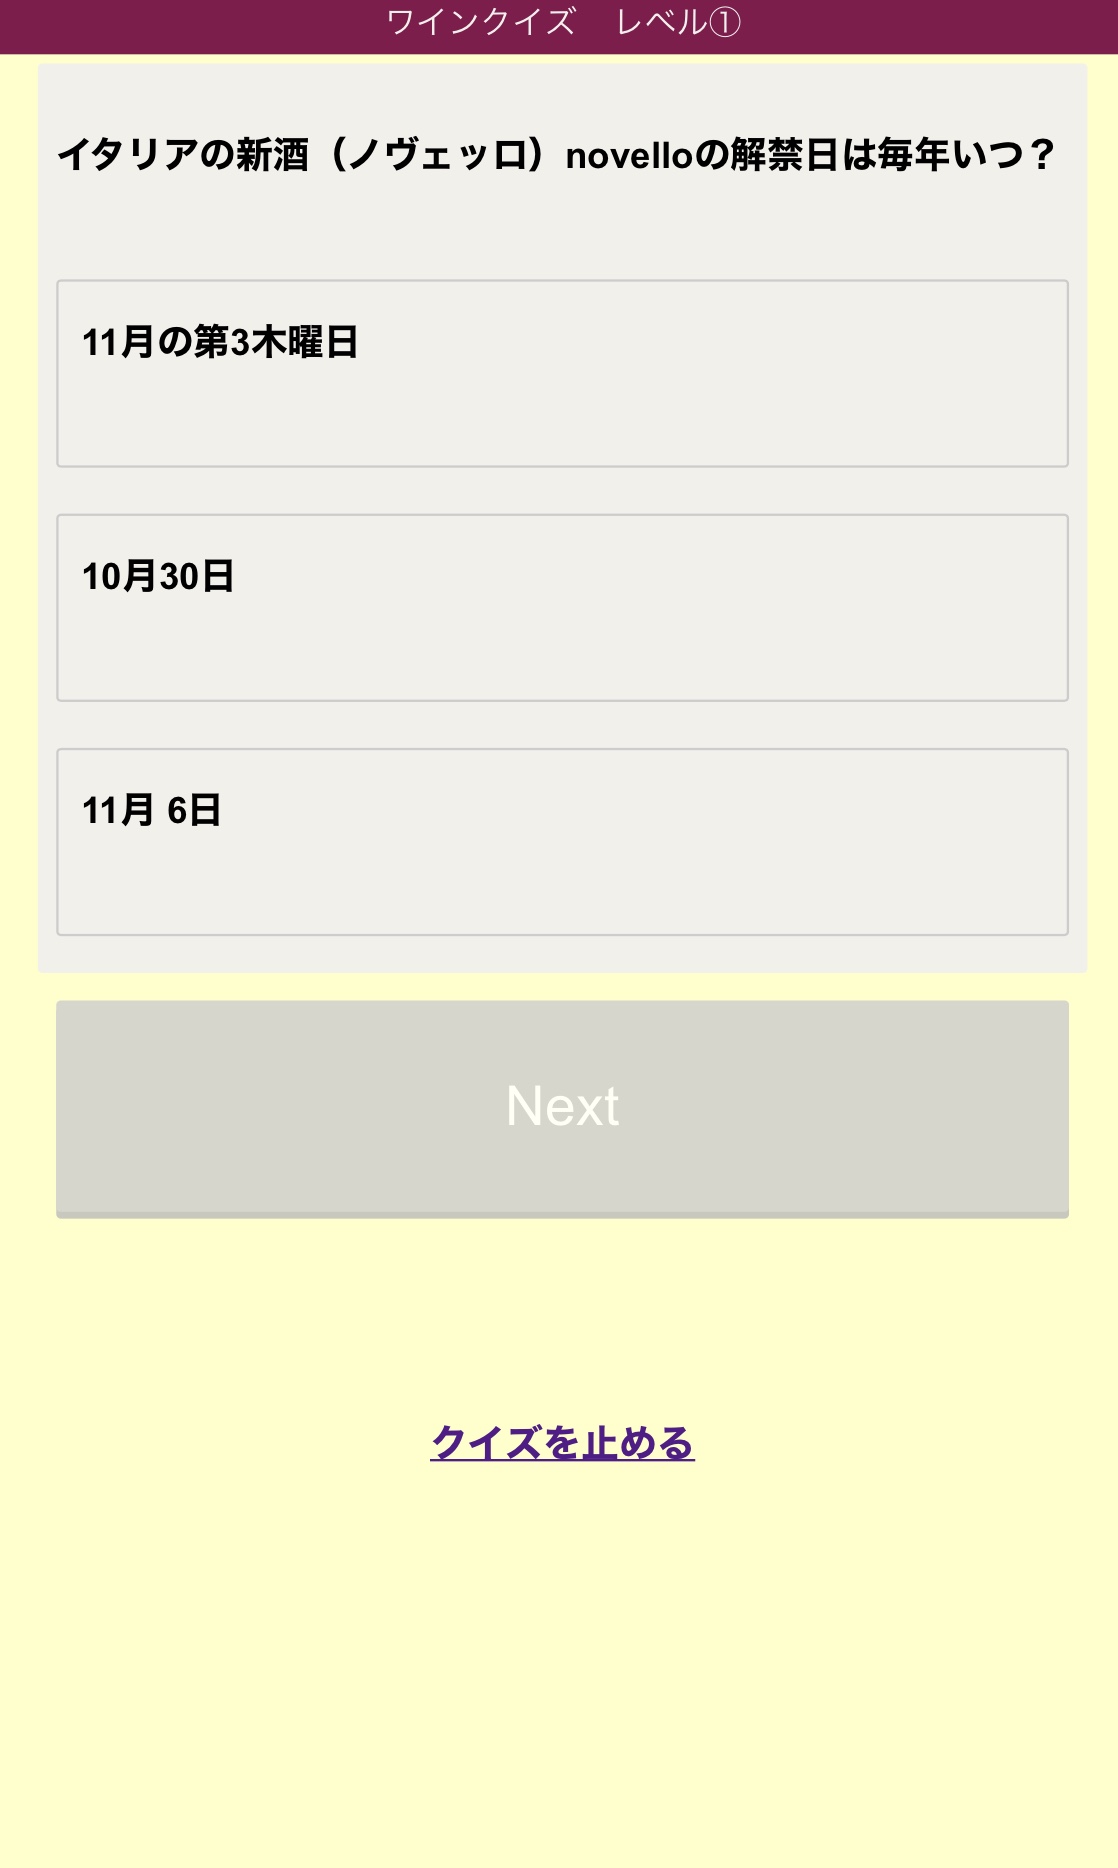 ワインクイズ　レベル①
イタリアの新酒（ノヴェッロ）novelloの解禁日は毎年いつ？
11月の第3木曜日
10月30日
11月 6日
Next
クイズを止める